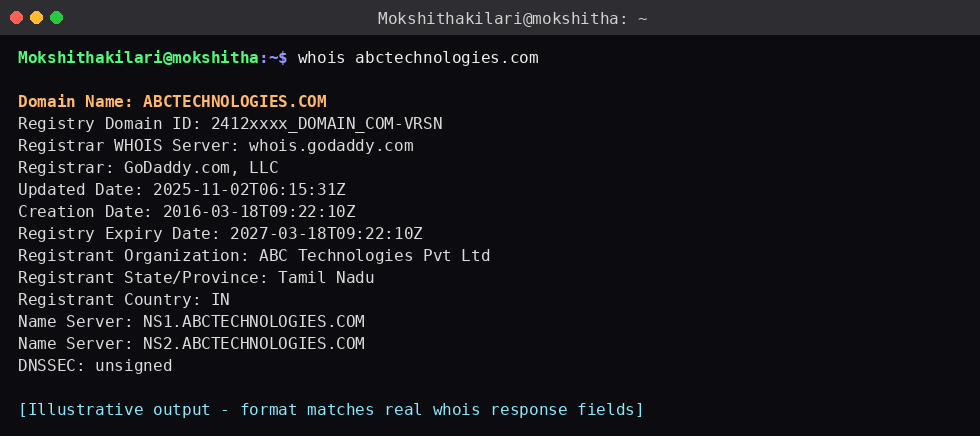 Mokshithakilari@mokshitha: ~
Mokshithakilari@mokshitha:~$ whois abctechnologies.com
Domain Name: ABCTECHNOLOGIES.COM
Registry Domain ID: 2412xxxx_DOMAIN_COM-VRSN
Registrar WHOIS Server: whois.godaddy.com
Registrar: GoDaddy.com, LLC
Updated Date: 2025-11-02T06:15:31Z
Creation Date: 2016-03-18T09:22:10Z
Registry Expiry Date: 2027-03-18T09:22:10Z
Registrant Organization: ABC Technologies Pvt Ltd
Registrant State/Province: Tamil Nadu
Registrant Country: IN
Name Server: NS1.ABCTECHNOLOGIES.COM
Name Server: NS2.ABCTECHNOLOGIES.COM
DNSSEC: unsigned
[Illustrative output - format matches real whois response fields]